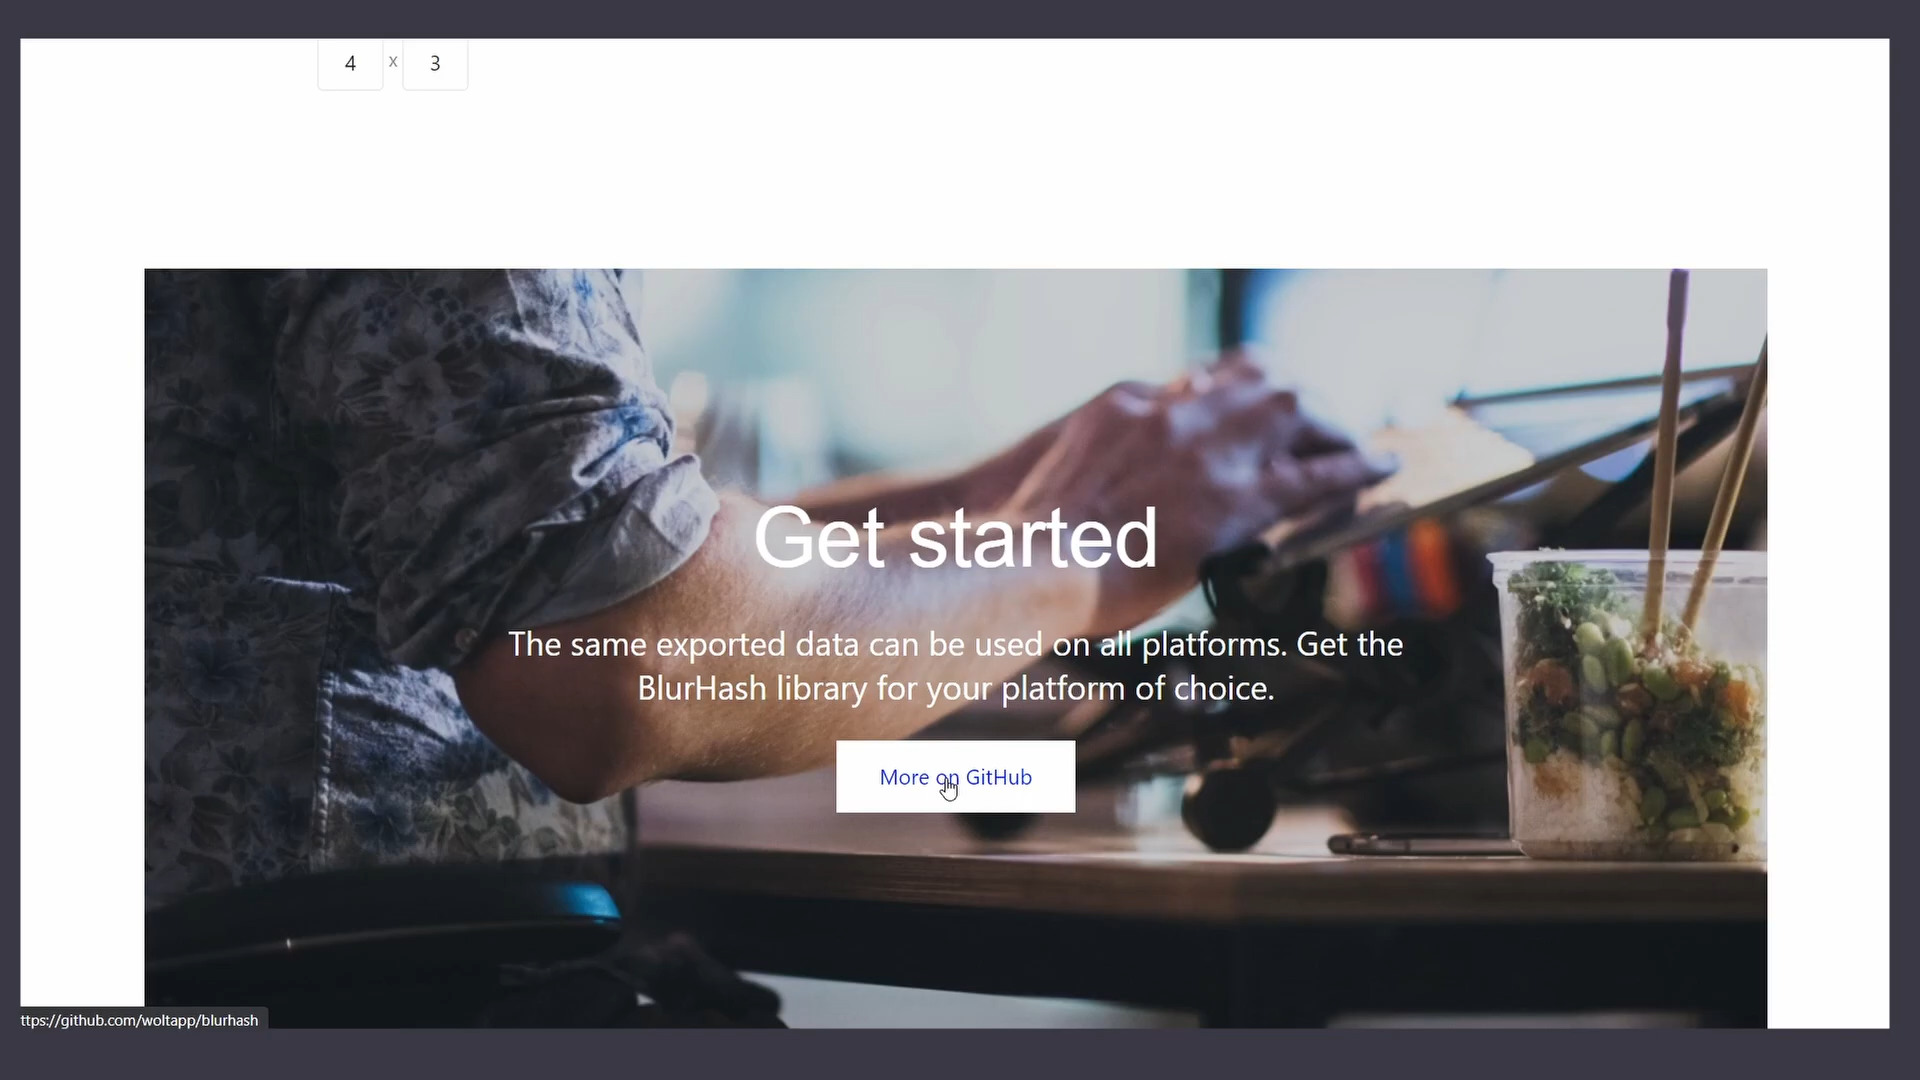 4 x 3
Get started
The same exported data can be used on all platforms. Get the
BlurHash library for your platform of choice.
More on GitHub
ttps://github.com/woltapp/blurhash